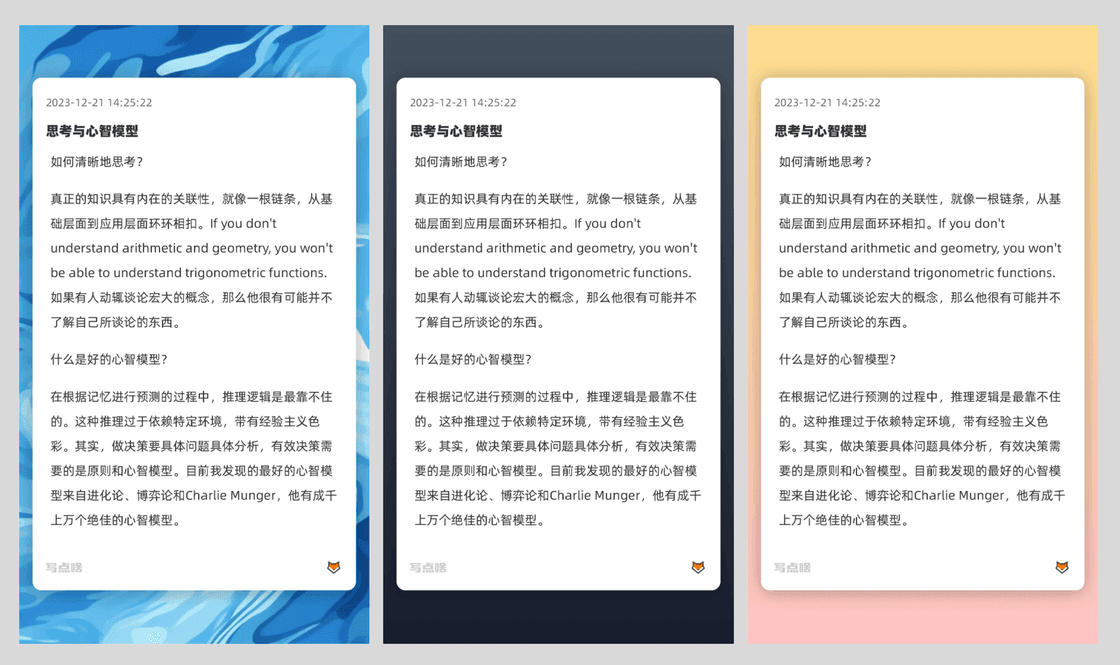 2023-12-21 14:25:22
思考与心智模型
如何清晰地思考？
真正的知识具有内在的关联性，就像一根链条，从基
础层面到应用层面环环相扣。If you don't
understand arithmetic and geometry, you won't
be able to understand trigonometric functions.
如果有人动辄谈论宏大的概念，那么他很有可能并不
了解自己所谈论的东西。
什么是好的心智模型？
在根据记忆进行预测的过程中，推理逻辑是最靠不住
的。这种推理过于依赖特定环境，带有经验主义色
彩。其实，做决策要具体问题具体分析，有效决策需
要的是原则和心智模型。目前我发现的最好的心智模
型来自进化论、博弈论和Charlie Munger，他有成千
上万个绝佳的心智模型。
写点啥
2023-12-21 14:25:22
思考与心智模型
如何清晰地思考？
真正的知识具有内在的关联性，就像一根链条，从基
础层面到应用层面环环相扣。If you don't
understand arithmetic and geometry, you won't
be able to understand trigonometric functions.
如果有人动辄谈论宏大的概念，那么他很有可能并不
了解自己所谈论的东西。
什么是好的心智模型？
在根据记忆进行预测的过程中，推理逻辑是最靠不住
的。这种推理过于依赖特定环境，带有经验主义色
彩。其实，做决策要具体问题具体分析，有效决策需
要的是原则和心智模型。目前我发现的最好的心智模
型来自进化论、博弈论和Charlie Munger，他有成千
上万个绝佳的心智模型。
写点啥
2023-12-21 14:25:22
思考与心智模型
如何清晰地思考？
真正的知识具有内在的关联性，就像一根链条，从基
础层面到应用层面环环相扣。If you don't
understand arithmetic and geometry, you won't
be able to understand trigonometric functions.
如果有人动辄谈论宏大的概念，那么他很有可能并不
了解自己所谈论的东西。
什么是好的心智模型？
在根据记忆进行预测的过程中，推理逻辑是最靠不住
的。这种推理过于依赖特定环境，带有经验主义色
彩。其实，做决策要具体问题具体分析，有效决策需
要的是原则和心智模型。目前我发现的最好的心智模
型来自进化论、博弈论和Charlie Munger，他有成千
上万个绝佳的心智模型。
写点啥